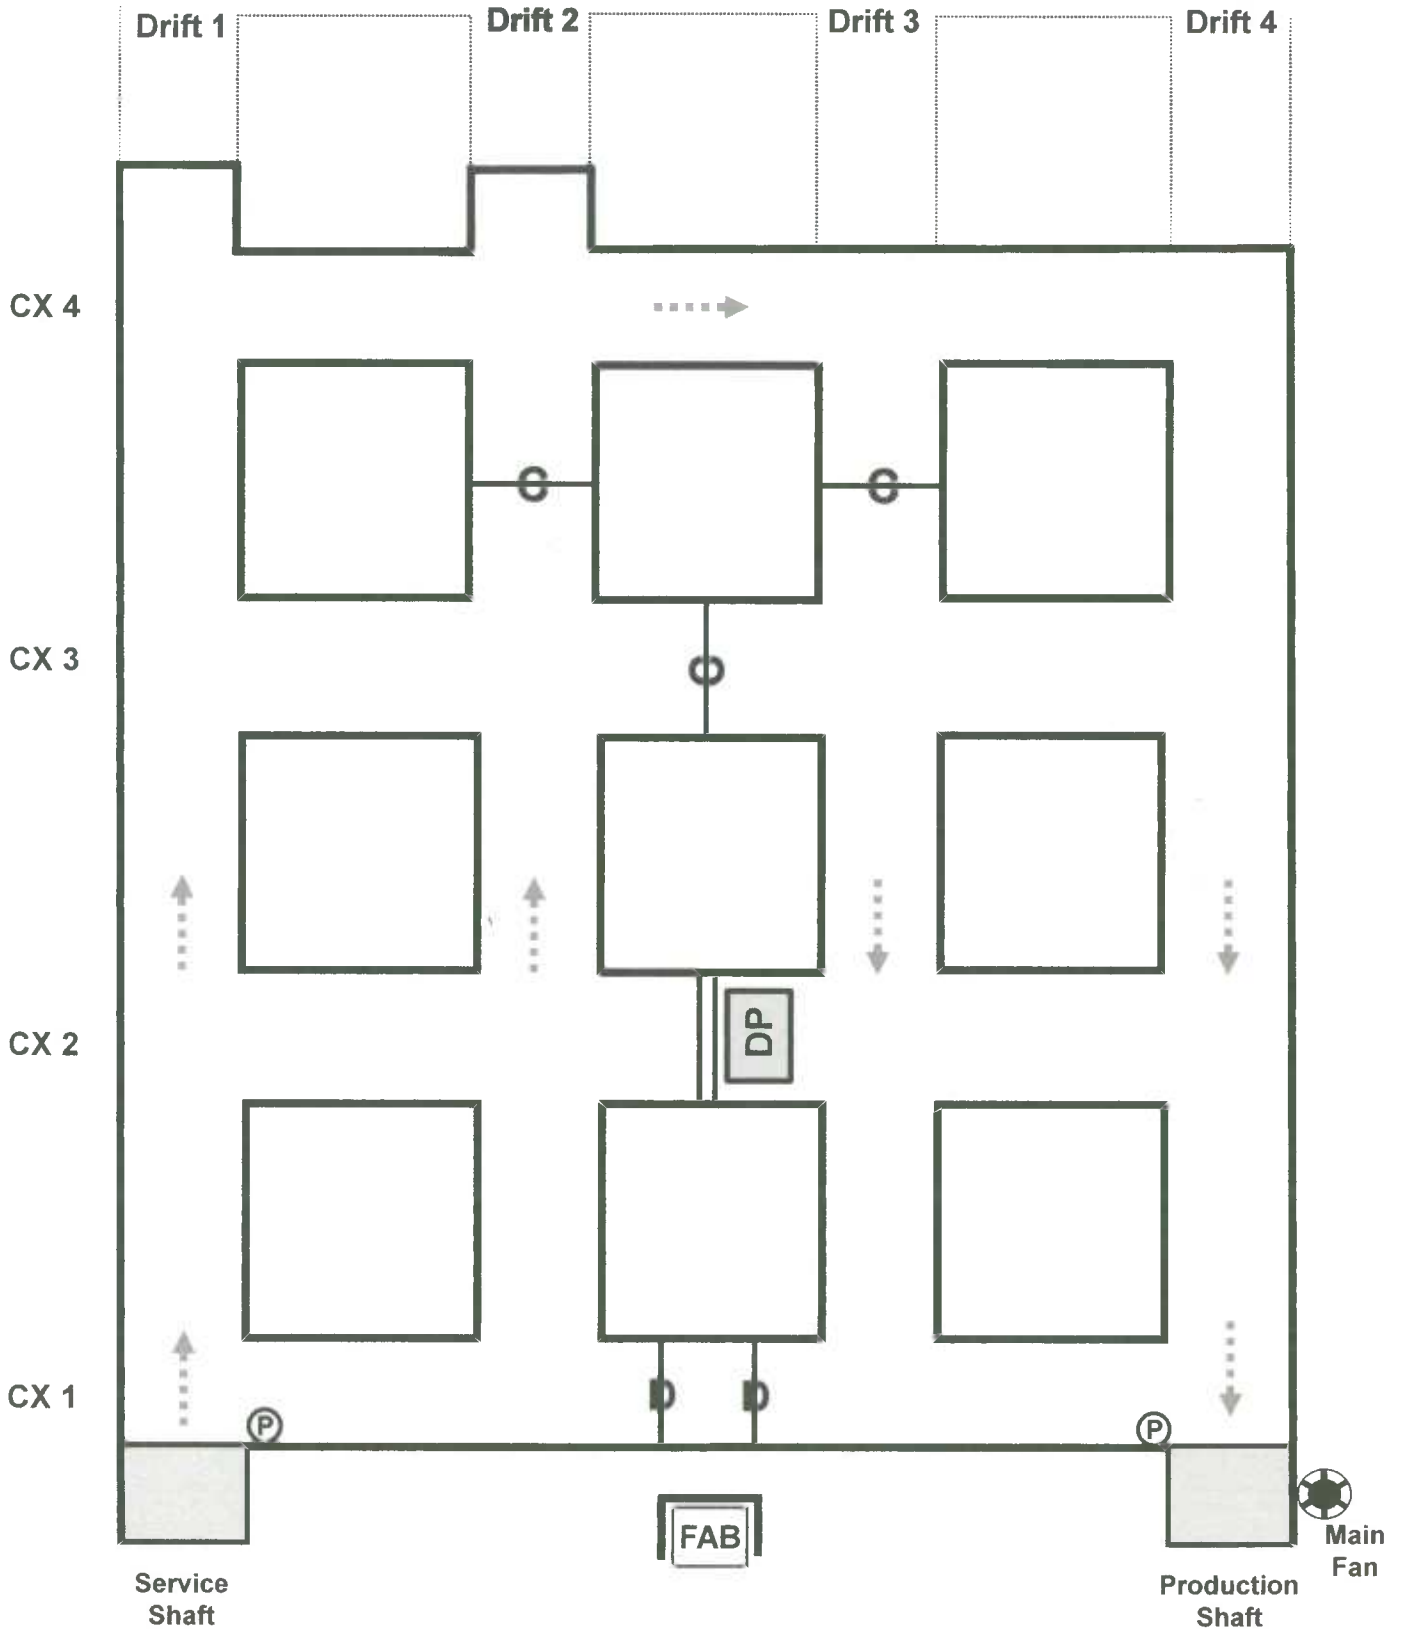 Drift 1
Drift 2
Drift 3
Drift 4
CX 4
C
C
CX 3
C
CX 2
DP
CX 1
D
D
P
P
FAB
Main
Fan
Service
Shaft
Production
Shaft